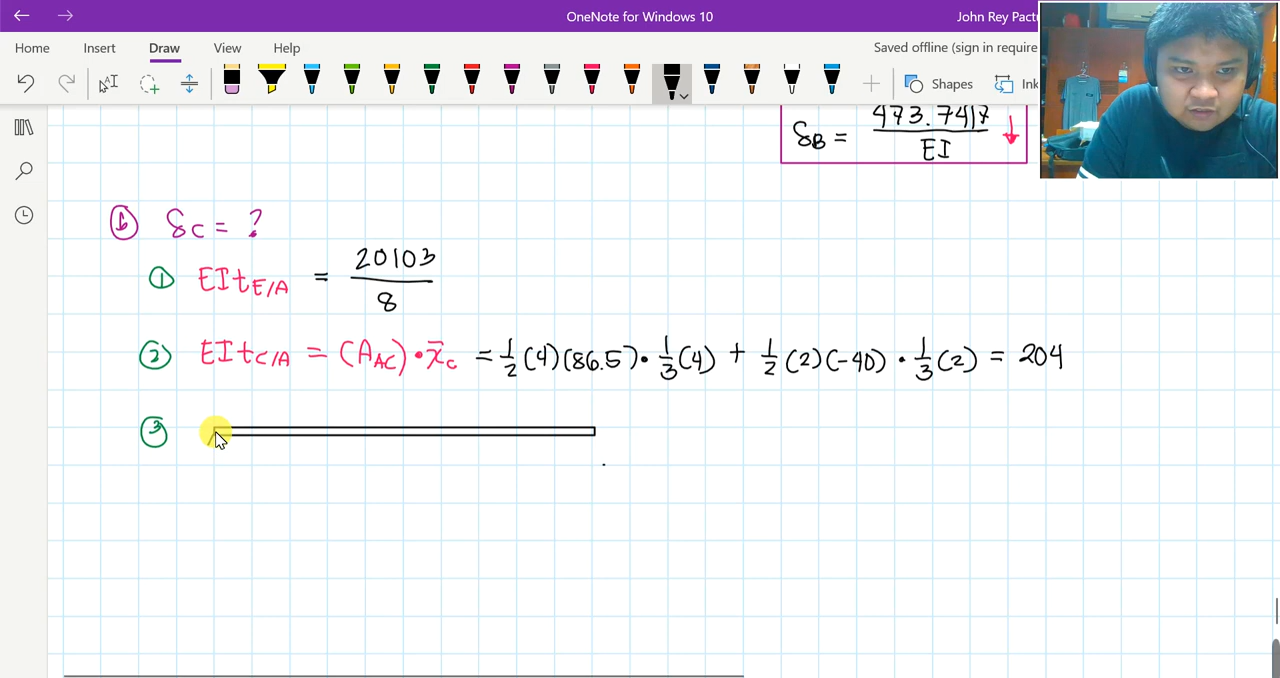 OneNote for Windows 10
John Rey Pactu
Home Insert Draw View Help
Saved offline (sign in require
Shapes
Ink
δB = 473.7417 / EI ↓
b δC = ?
1 EItE/A = 20103 / 8
2 EItC/A = (AAC) • x̄C = 1/2 (4)(86.5) • 1/3 (4) + 1/2 (2)(-40) • 1/3 (2) = 204
3